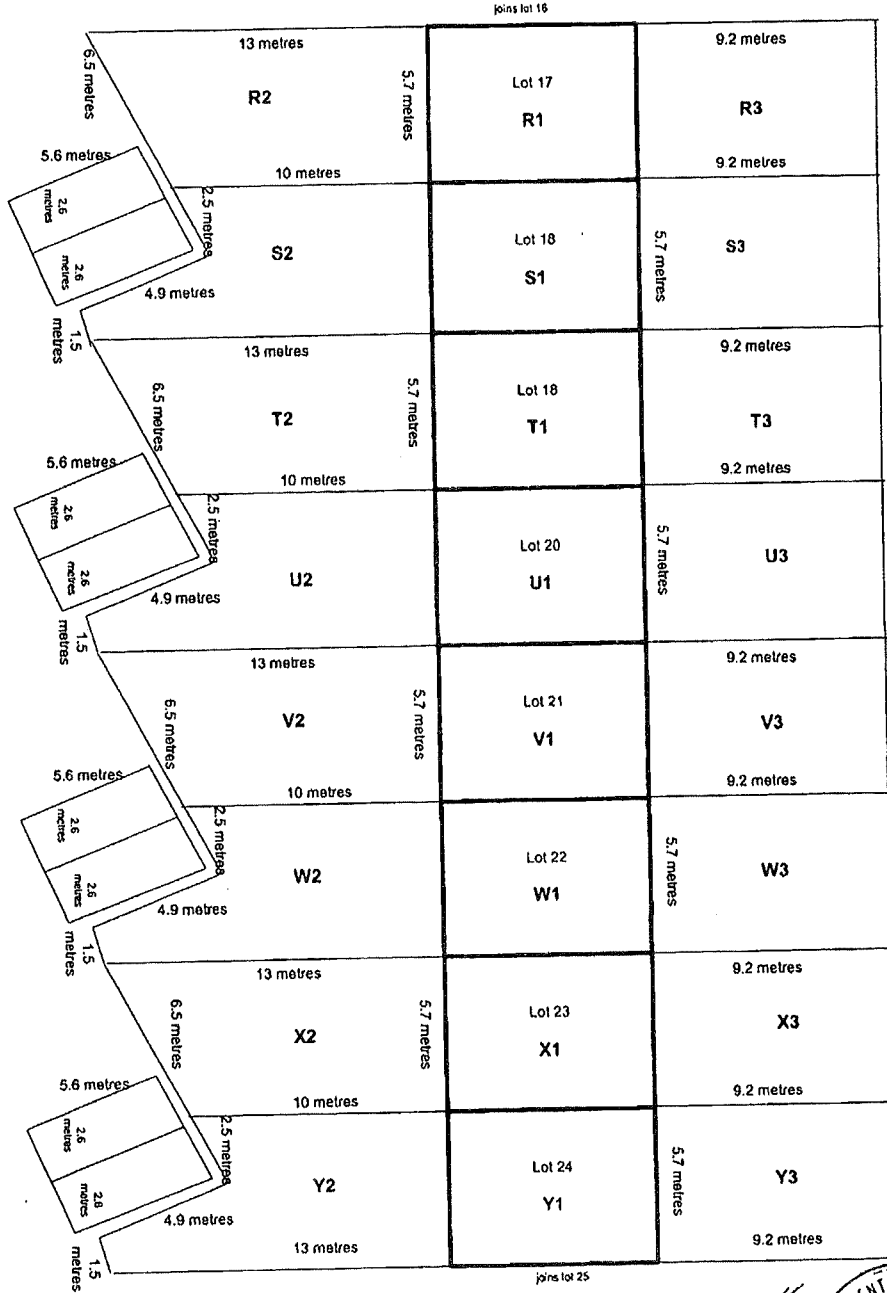 joins lot 16
13 metres
9.2 metres
6.5 metres
5.7 metres
Lot 17
R2
R1
R3
5.6 metres
10 metres
9.2 metres
2.6 metres
2.5 metres
2.6 metres
S2
Lot 18
S1
5.7 metres
S3
4.9 metres
1.5 metres
13 metres
9.2 metres
6.5 metres
5.7 metres
Lot 18
T2
T1
T3
5.6 metres
10 metres
9.2 metres
2.6 metres
2.5 metres
2.6 metres
U2
Lot 20
U1
5.7 metres
U3
4.9 metres
1.5 metres
13 metres
9.2 metres
6.5 metres
5.7 metres
Lot 21
V2
V1
V3
5.6 metres
10 metres
9.2 metres
2.6 metres
2.5 metres
2.6 metres
W2
Lot 22
W1
5.7 metres
W3
4.9 metres
1.5 metres
13 metres
9.2 metres
6.5 metres
5.7 metres
Lot 23
X2
X1
X3
5.6 metres
10 metres
9.2 metres
2.6 metres
2.5 metres
2.6 metres
Y2
Lot 24
Y1
5.7 metres
Y3
4.9 metres
1.5 metres
13 metres
9.2 metres
joins lot 25